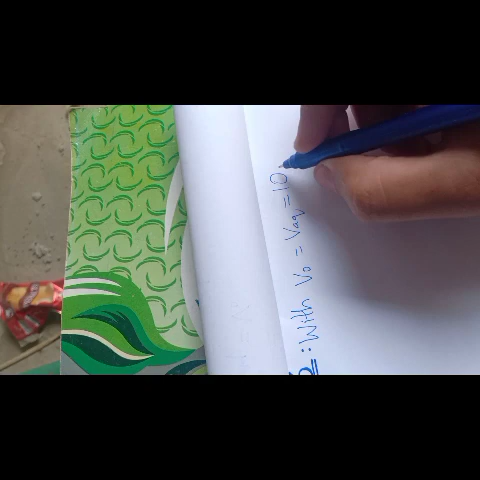 : With Vo = Vag = 10